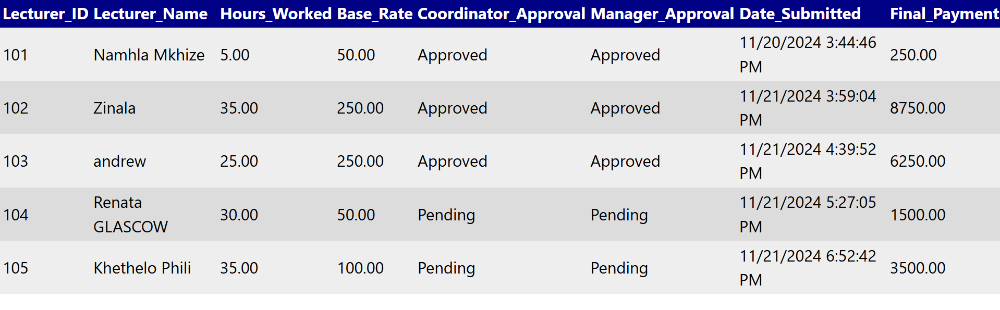 Lecturer_ID Lecturer_Name Hours_Worked Base_Rate Coordinator_Approval Manager_Approval Date_Submitted Final_Payment
101 Namhla Mkhize 5.00 50.00 Approved Approved 11/20/2024 3:44:46 PM 250.00
102 Zinala 35.00 250.00 Approved Approved 11/21/2024 3:59:04 PM 8750.00
103 andrew 25.00 250.00 Approved Approved 11/21/2024 4:39:52 PM 6250.00
104 Renata GLASCOW 30.00 50.00 Pending Pending 11/21/2024 5:27:05 PM 1500.00
105 Khethelo Phili 35.00 100.00 Pending Pending 11/21/2024 6:52:42 PM 3500.00